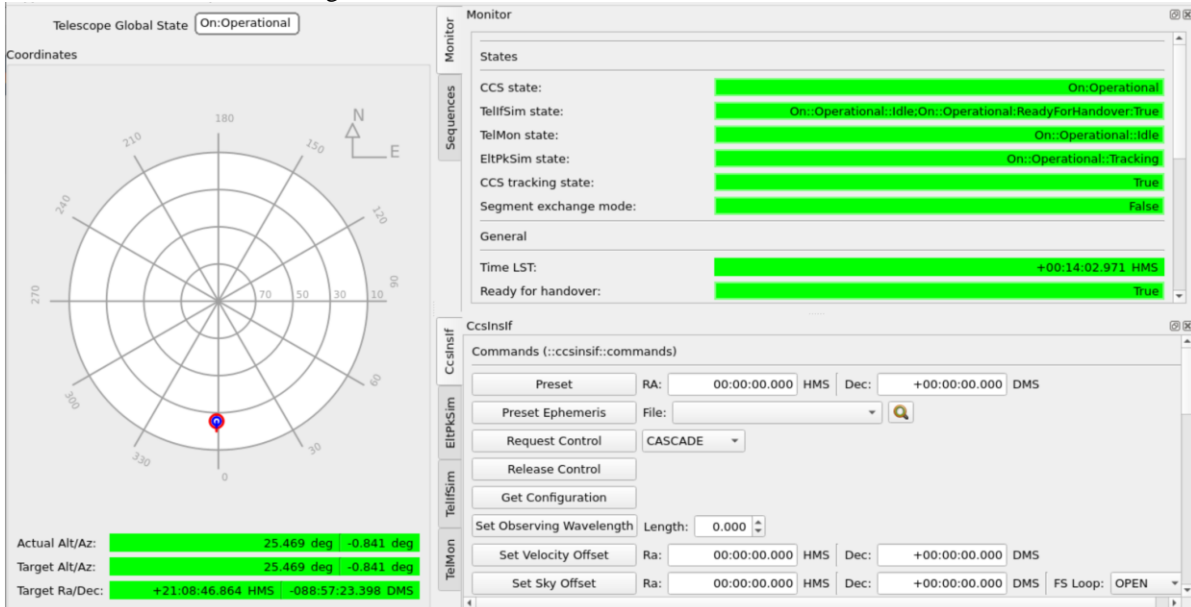 Telescope Global State On:Operational
Coordinates
180
N
E
210
150
240
120
270
70 50 30 10
90
300
60
330
30
0
Actual Alt/Az: 25.469 deg -0.841 deg
Target Alt/Az: 25.469 deg -0.841 deg
Target Ra/Dec: +21:08:46.864 HMS -088:57:23.398 DMS
Monitor
Sequences
Monitor
States
CCS state: On:Operational
TelIfSim state: On::Operational::Idle;On::Operational:ReadyForHandover:True
TelMon state: On::Operational::Idle
EltPkSim state: On::Operational::Tracking
CCS tracking state: True
Segment exchange mode: False
General
Time LST: +00:14:02.971 HMS
Ready for handover: True
CcsInsIf
EltPkSim
TelIfSim
TelMon
CcsInsIf
Commands (::ccsinsif::commands)
Preset RA: 00:00:00.000 HMS Dec: +00:00:00.000 DMS
Preset Ephemeris File:
Request Control CASCADE
Release Control
Get Configuration
Set Observing Wavelength Length: 0.000
Set Velocity Offset Ra: 00:00:00.000 HMS Dec: +00:00:00.000 DMS
Set Sky Offset Ra: 00:00:00.000 HMS Dec: +00:00:00.000 DMS FS Loop: OPEN